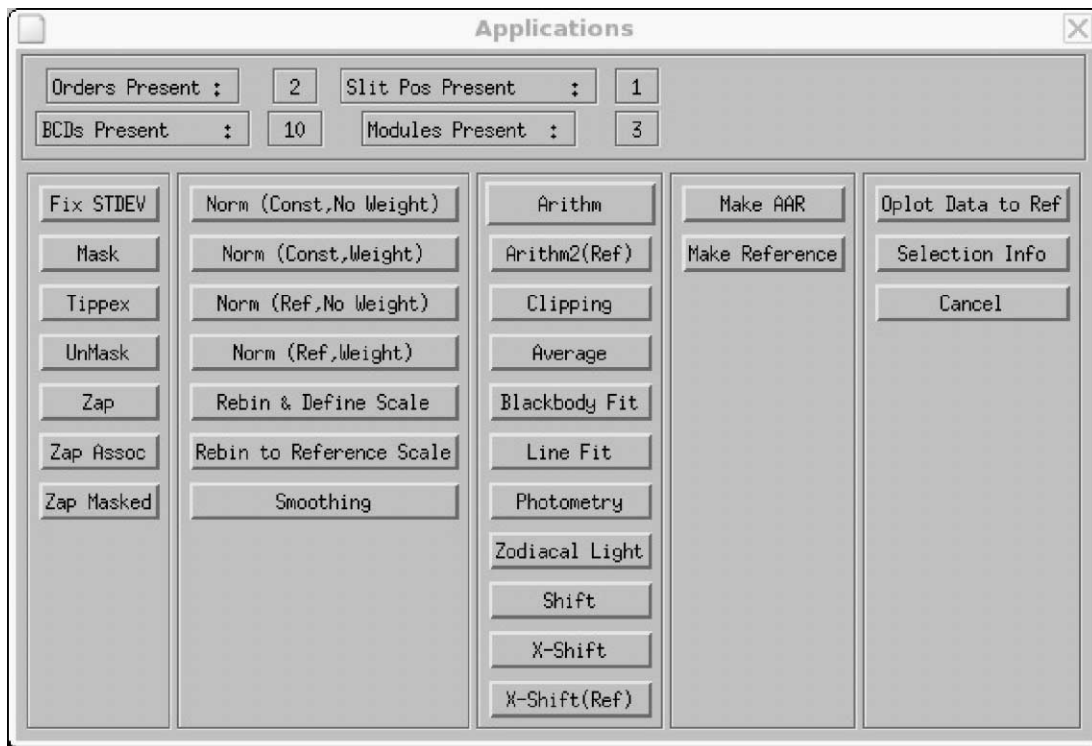 Applications
Orders Present : 2 Slit Pos Present : 1
BCDs Present : 10 Modules Present : 3
Fix STDEV
Mask
Tippex
UnMask
Zap
Zap Assoc
Zap Masked
Norm (Const,No Weight)
Norm (Const,Weight)
Norm (Ref,No Weight)
Norm (Ref,Weight)
Rebin & Define Scale
Rebin to Reference Scale
Smoothing
Arithm
Arithm2(Ref)
Clipping
Average
Blackbody Fit
Line Fit
Photometry
Zodiacal Light
Shift
X-Shift
X-Shift(Ref)
Make AAR
Make Reference
Oplot Data to Ref
Selection Info
Cancel